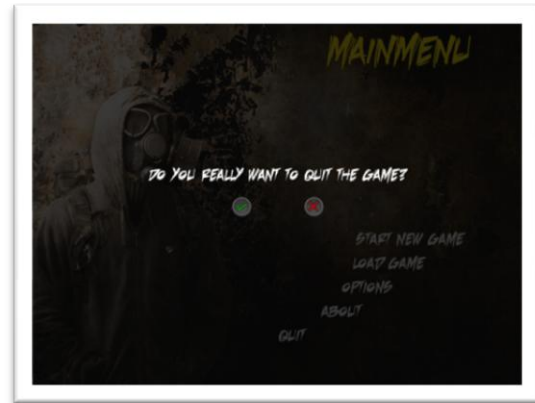 MAINMENU
DO YOU REALLY WANT TO QUIT THE GAME?
START NEW GAME
LOAD GAME
OPTIONS
ABOUT
QUIT